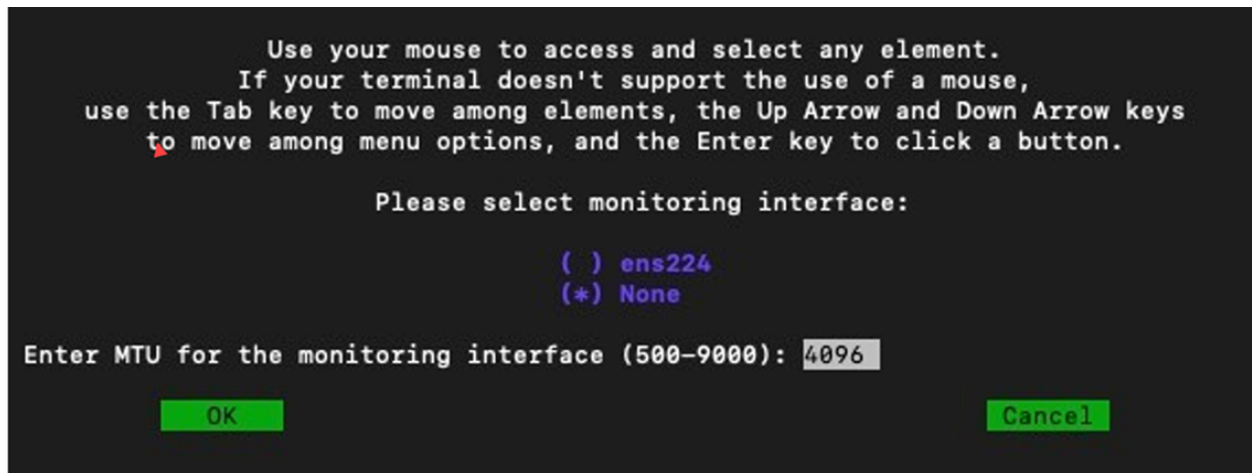 Use your mouse to access and select any element.
If your terminal doesn't support the use of a mouse,
use the Tab key to move among elements, the Up Arrow and Down Arrow keys
to move among menu options, and the Enter key to click a button.
Please select monitoring interface:
( ) ens224
(*) None
Enter MTU for the monitoring interface (500-9000): 4096
OK Cancel